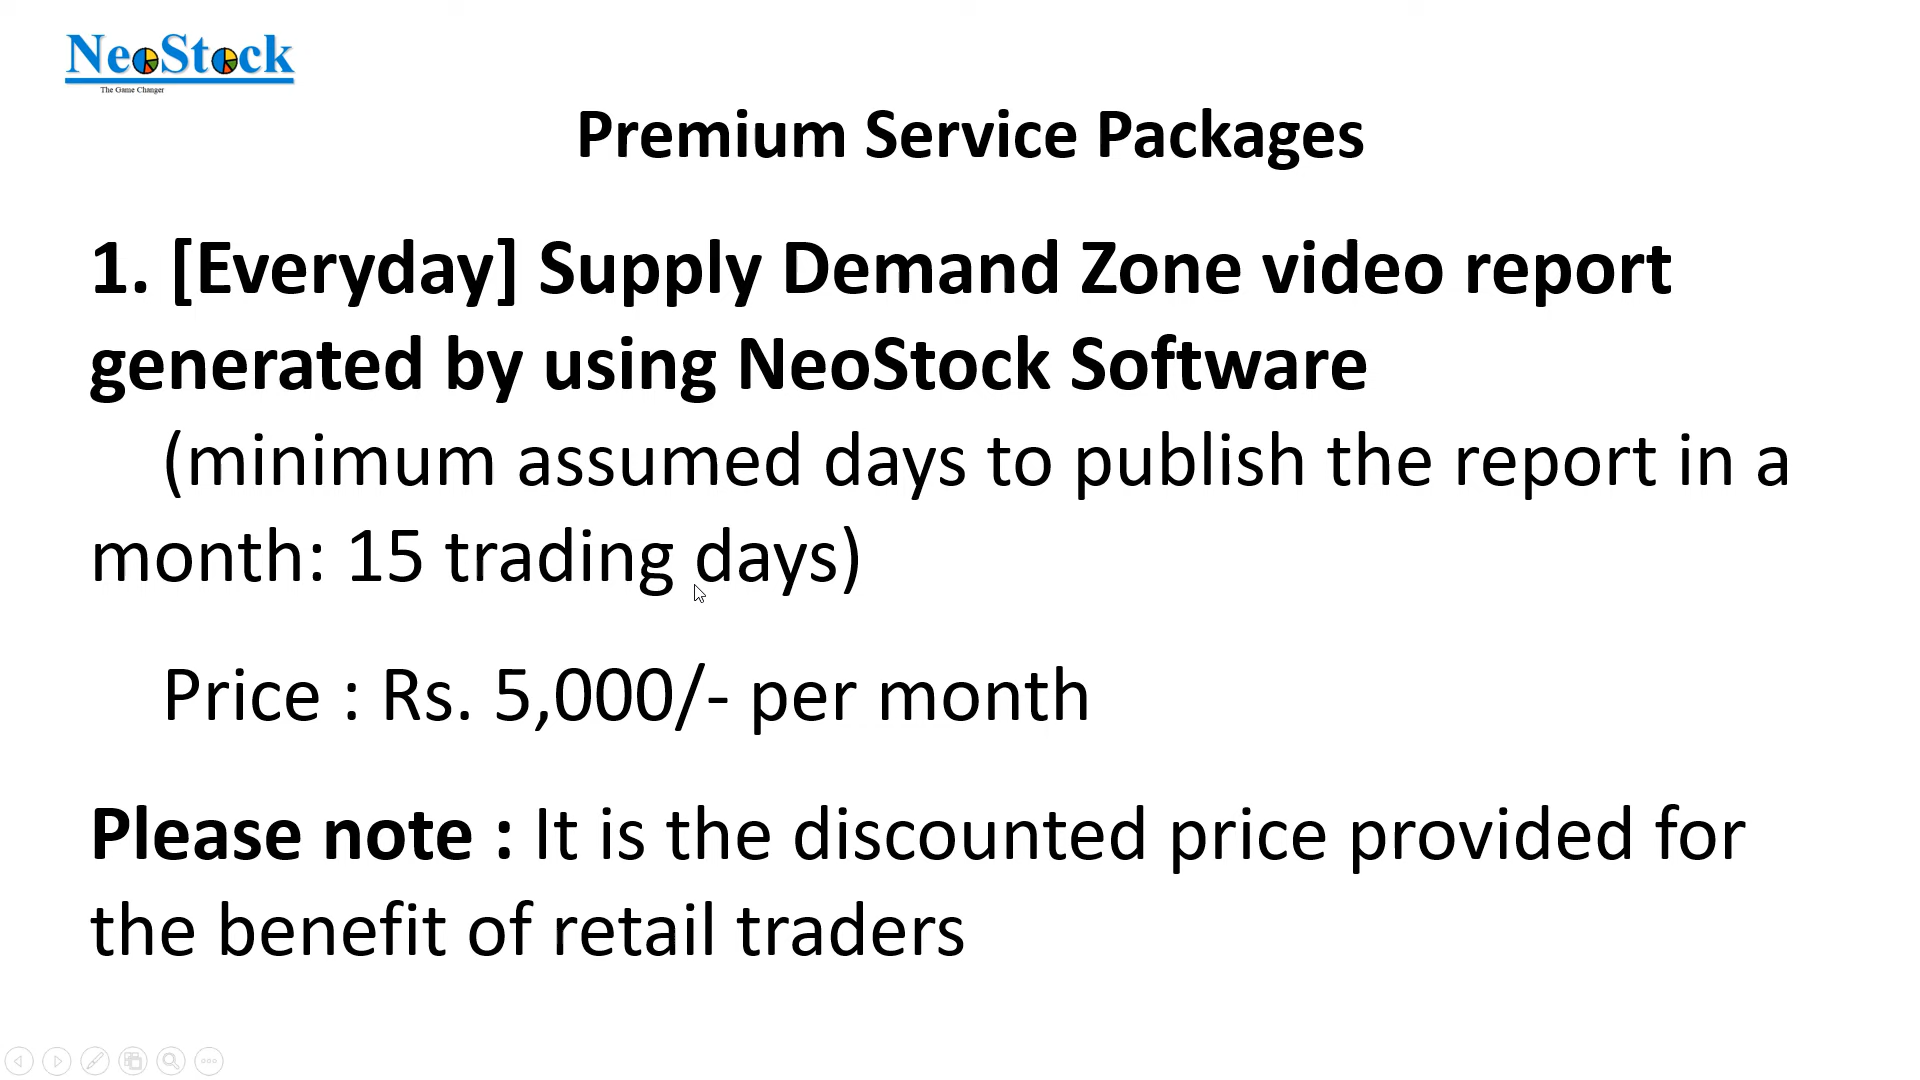 NeoStock
The Game Changer
Premium Service Packages
1. [Everyday] Supply Demand Zone video report
generated by using NeoStock Software
(minimum assumed days to publish the report in a
month: 15 trading days)
Price : Rs. 5,000/- per month
Please note : It is the discounted price provided for
the benefit of retail traders